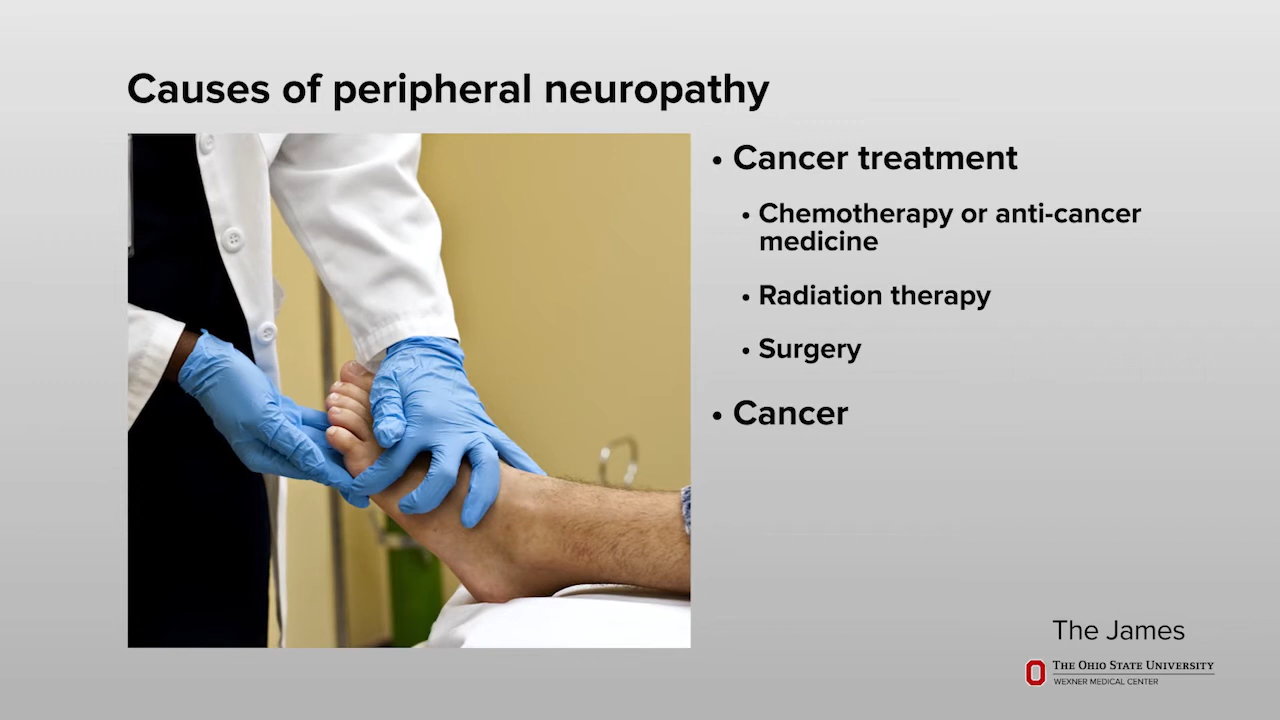 Causes of peripheral neuropathy
• Cancer treatment
• Chemotherapy or anti-cancer
medicine
• Radiation therapy
• Surgery
• Cancer
The James
The Ohio State University
WEXNER MEDICAL CENTER